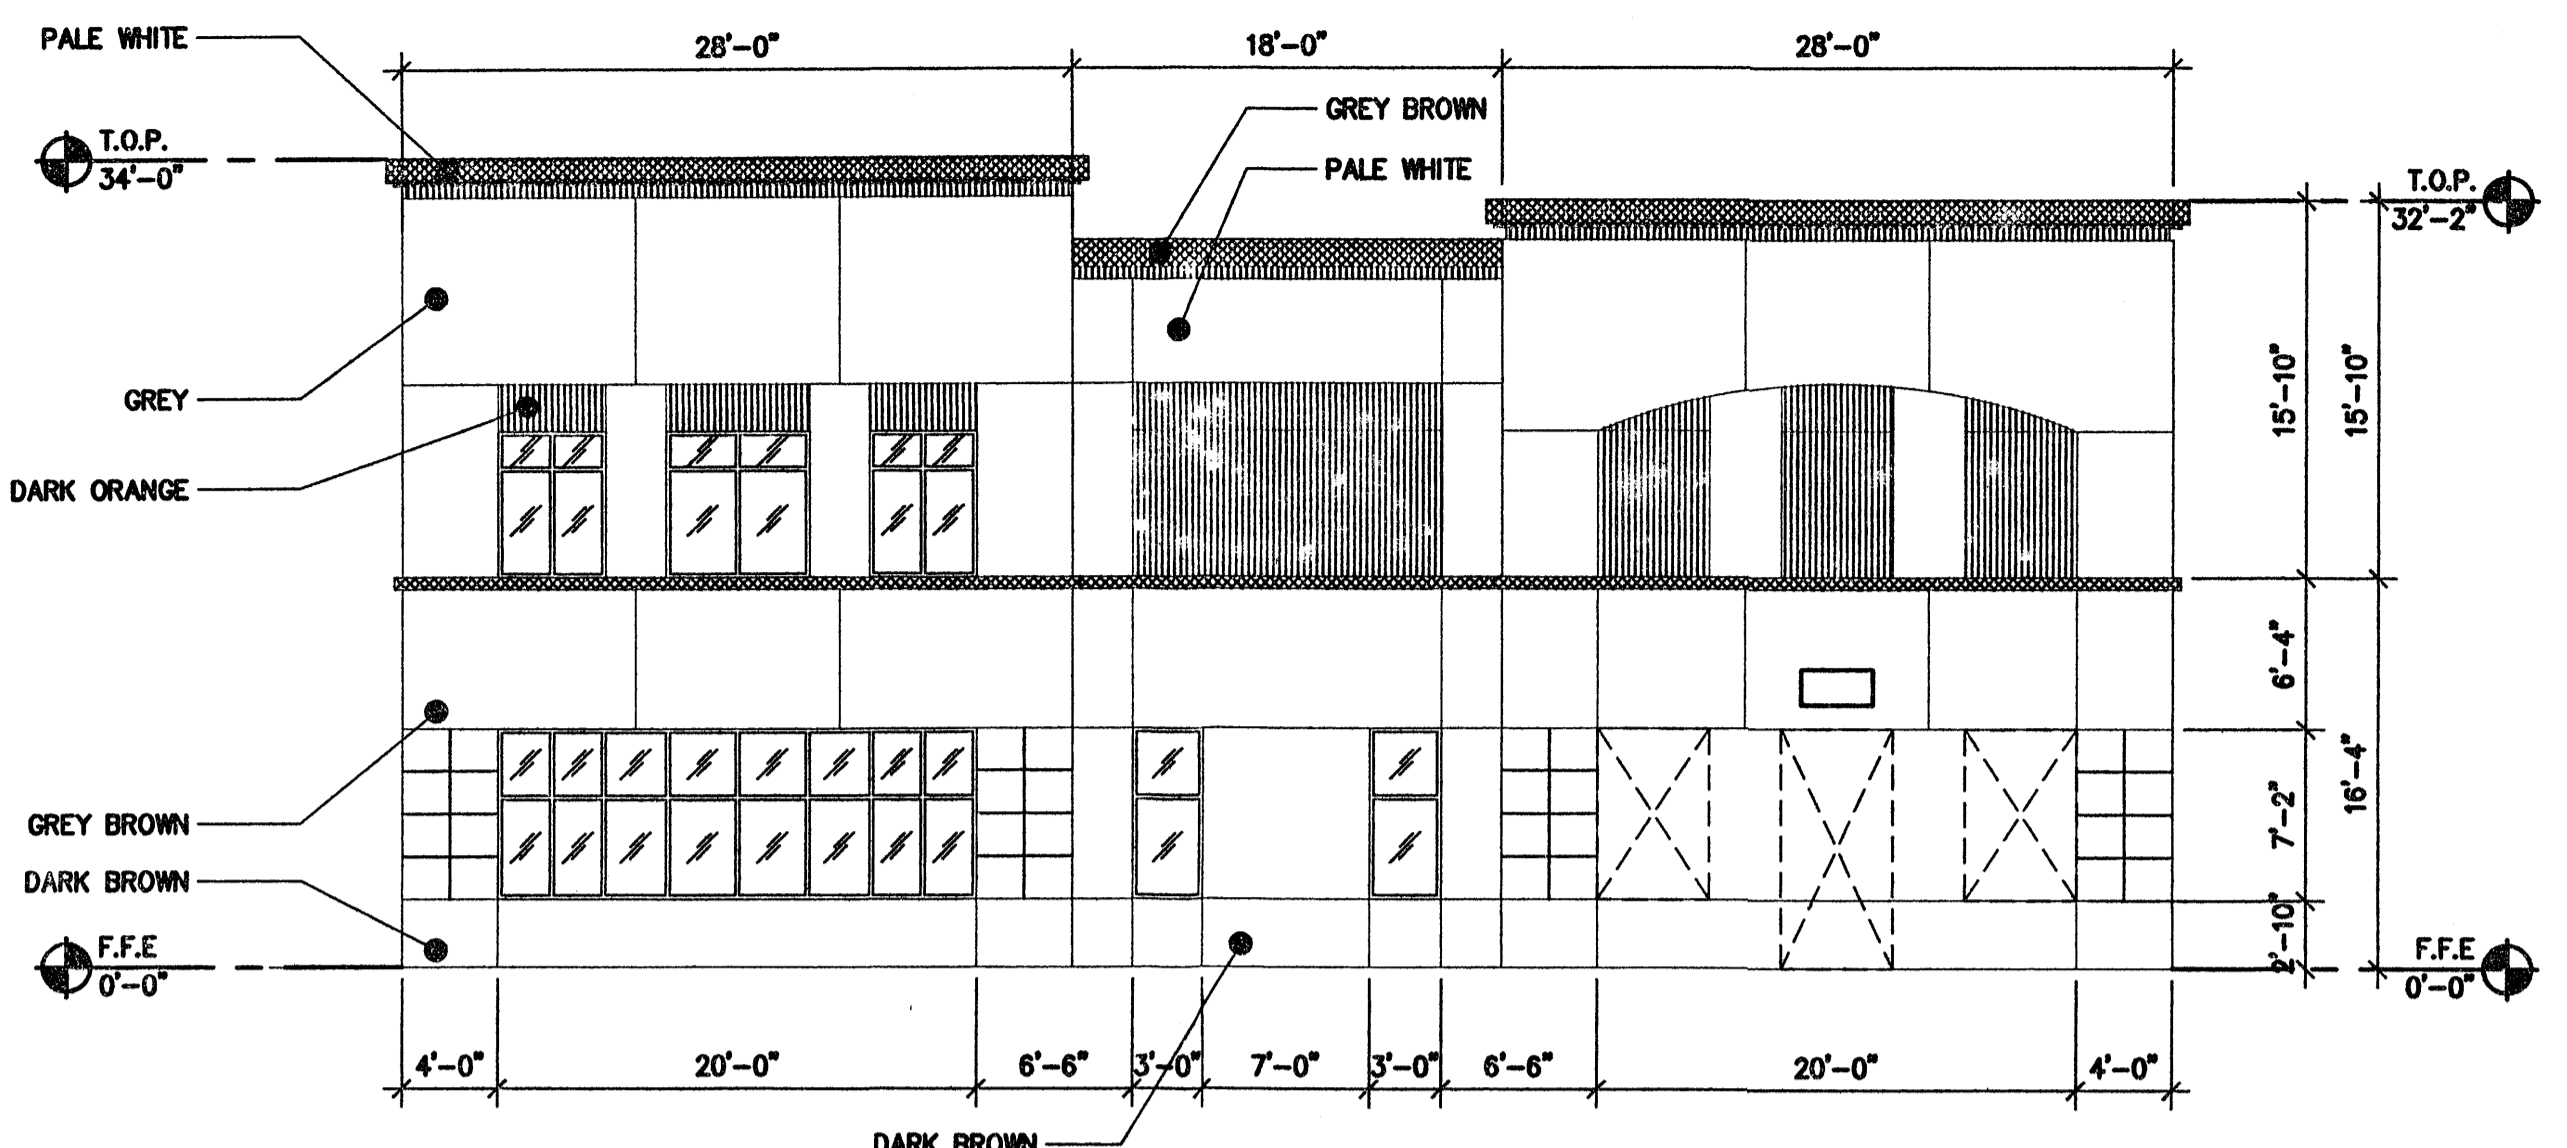 PALE WHITE
28'-0"
18'-0"
28'-0"
GREY BROWN
PALE WHITE
T.O.P.
34'-0"
T.O.P.
32'-2"
GREY
DARK ORANGE
15'-10"
15'-10"
6'-4"
7'-2"
16'-4"
2'-10"
GREY BROWN
DARK BROWN
F.F.E
0'-0"
F.F.E
0'-0"
4'-0"
20'-0"
6'-6"
3'-0"
7'-0"
3'-0"
6'-6"
20'-0"
4'-0"
DARK BROWN